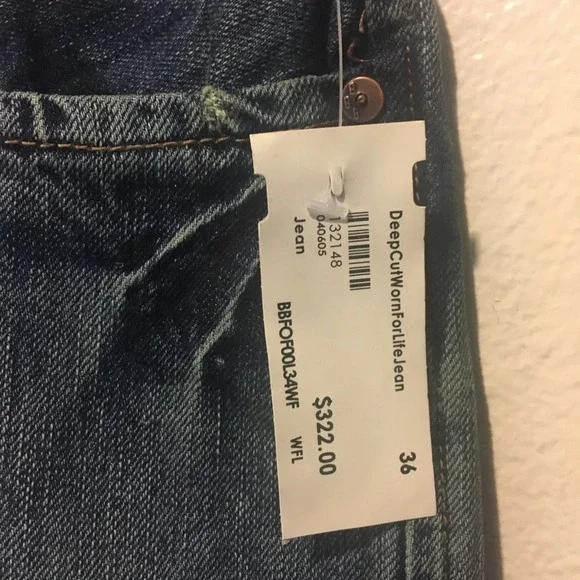 DeepCutWornForLifeJean 36
132148
040605
Jean $322.00
BBFOF00L34WF WFL